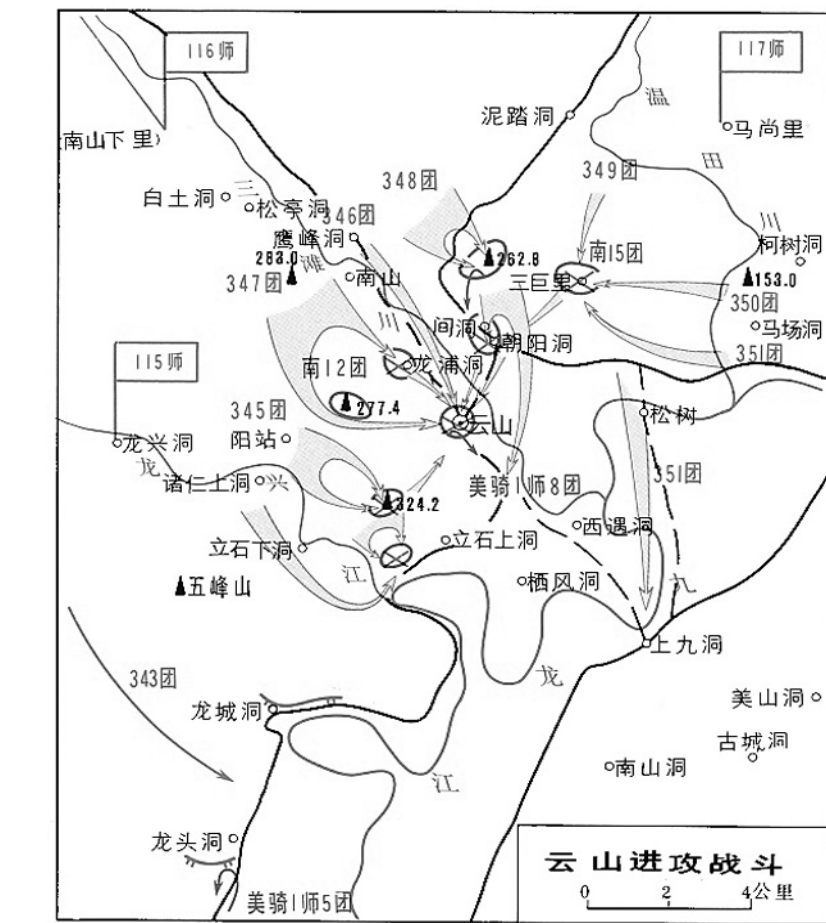 116师
117师
泥踏洞
温
马尚里
(南山下里)
田
348团
349团
白土洞
三
松亭洞
346团
川
鹰峰洞
柯树洞
南15团
283.0
滩
262.8
347团
南山
三巨里
153.0
350团
川
间洞
马场洞
朝阳洞
351团
115师
南12团
龙浦洞
277.4
345团
云山
松树
阳站
龙兴洞
龙
诸仁上洞
兴
美骑1师8团
351团
324.2
西遇洞
立石下洞
立石上洞
江
栖风洞
九
五峰山
上九洞
343团
龙
美山洞
龙城洞
古城洞
南山洞
江
龙头洞
云山进攻战斗
美骑1师5团
0 2 4公里